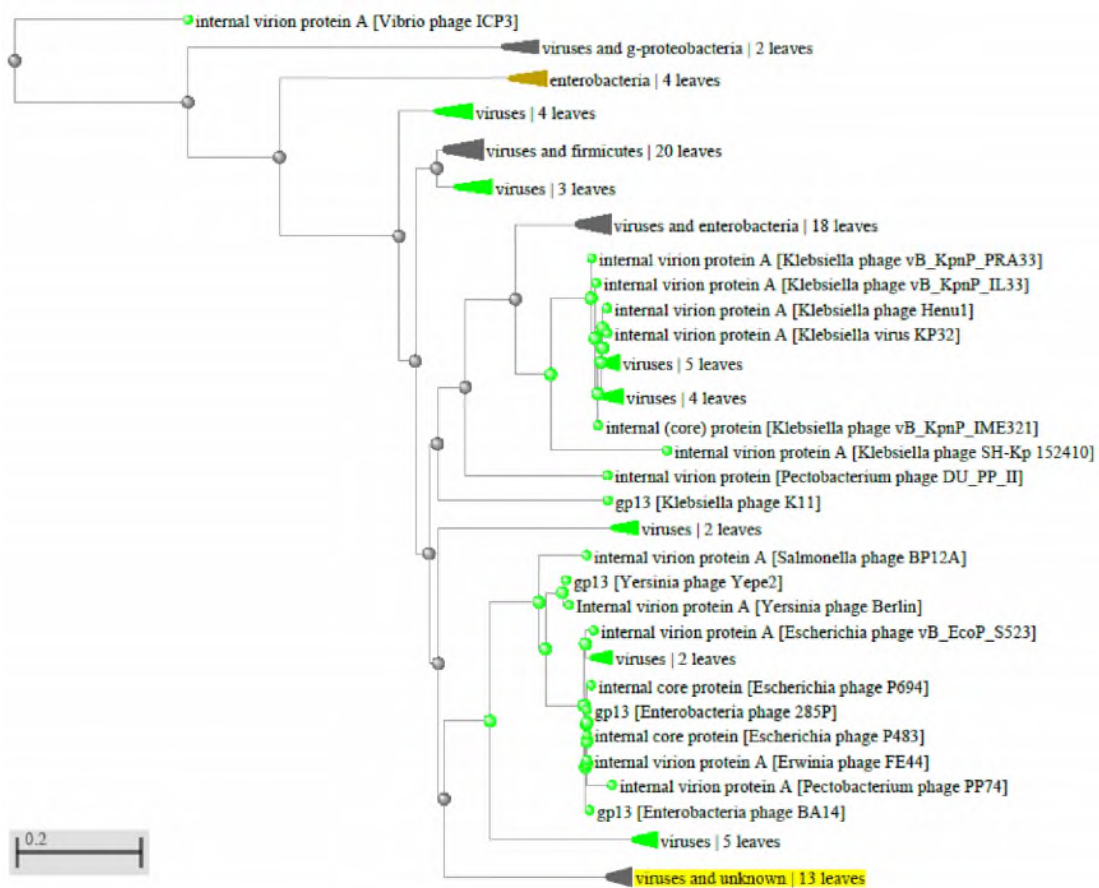 internal virion protein A [Vibrio phage ICP3]
viruses and g-proteobacteria | 2 leaves
enterobacteria | 4 leaves
viruses | 4 leaves
viruses and firmicutes | 20 leaves
viruses | 3 leaves
viruses and enterobacteria | 18 leaves
internal virion protein A [Klebsiella phage vB_KpnP_PRA33]
internal virion protein A [Klebsiella phage vB_KpnP_IL33]
internal virion protein A [Klebsiella phage Henu1]
internal virion protein A [Klebsiella virus KP32]
viruses | 5 leaves
viruses | 4 leaves
internal (core) protein [Klebsiella phage vB_KpnP_IME321]
internal virion protein A [Klebsiella phage SH-Kp 152410]
internal virion protein [Pectobacterium phage DU_PP_II]
gp13 [Klebsiella phage K11]
viruses | 2 leaves
internal virion protein A [Salmonella phage BP12A]
gp13 [Yersinia phage Yepe2]
Internal virion protein A [Yersinia phage Berlin]
internal virion protein A [Escherichia phage vB_EcoP_S523]
viruses | 2 leaves
internal core protein [Escherichia phage P694]
gp13 [Enterobacteria phage 285P]
internal core protein [Escherichia phage P483]
internal virion protein A [Erwinia phage FE44]
internal virion protein A [Pectobacterium phage PP74]
gp13 [Enterobacteria phage BA14]
0.2
viruses | 5 leaves
viruses and unknown | 13 leaves